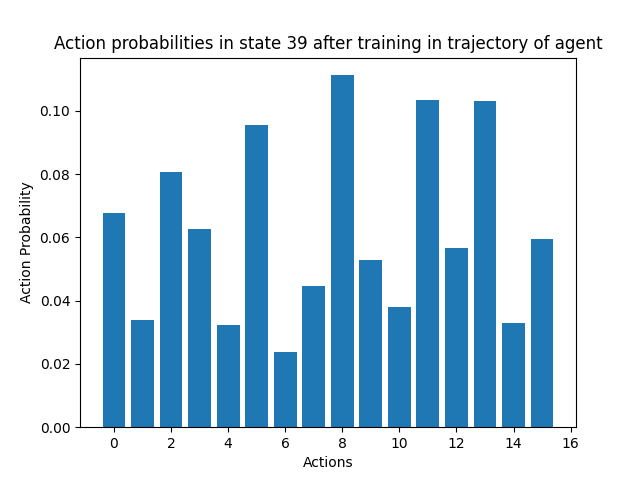 Action probabilities in state 39 after training in trajectory of agent
Action Probability
0.10
0.08
0.06
0.04
0.02
0.00
0 2 4 6 8 10 12 14 16
Actions